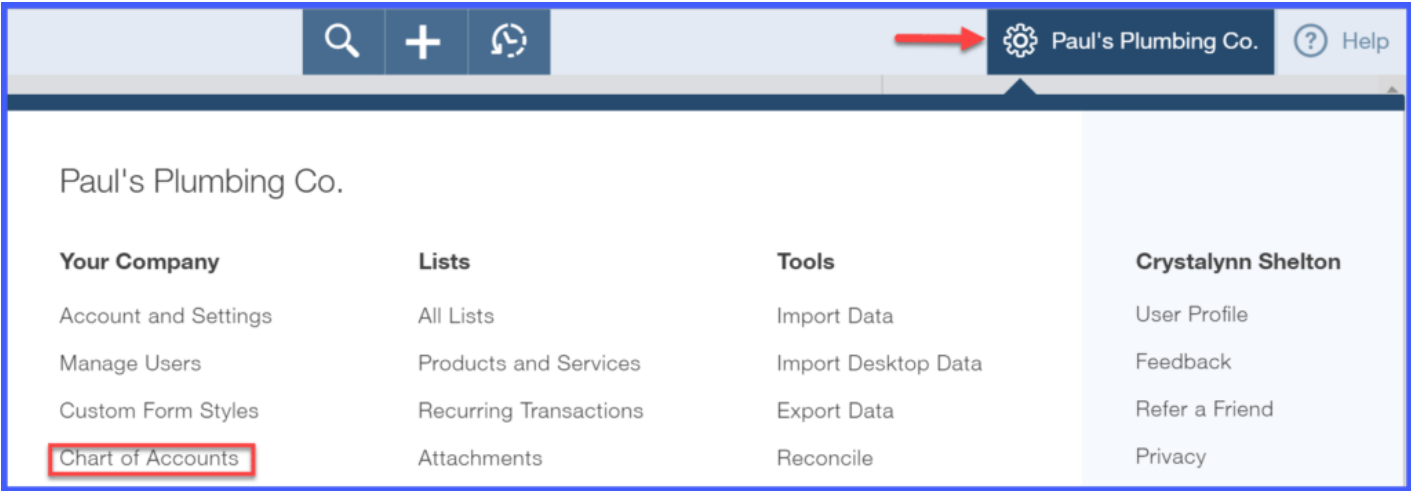 Paul's Plumbing Co.
? Help
Paul's Plumbing Co.
Your Company
Account and Settings
Manage Users
Custom Form Styles
Chart of Accounts
Lists
All Lists
Products and Services
Recurring Transactions
Attachments
Tools
Import Data
Import Desktop Data
Export Data
Reconcile
Crystalynn Shelton
User Profile
Feedback
Refer a Friend
Privacy